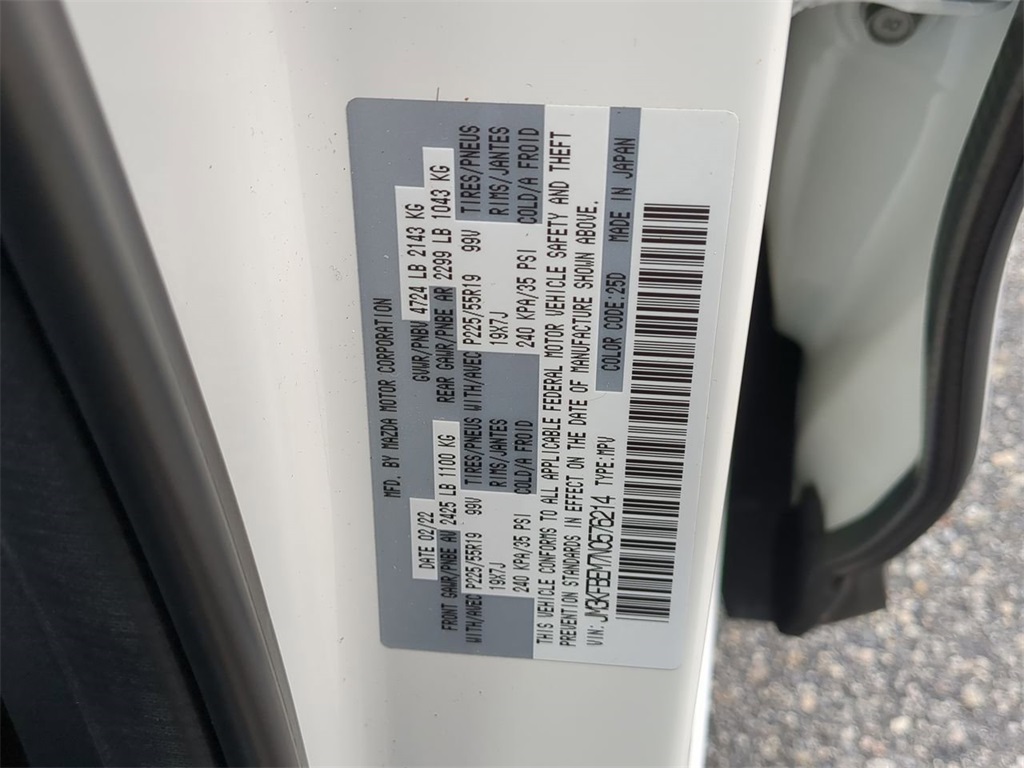 MFD. BY MAZDA MOTOR CORPORATION
DATE 02/22 GVWR/PNBV 4724 LB 2143 KG
FRONT GAWR/PNBE AV 2425 LB 1100 KG REAR GAWR/PNBE AR 2299 LB 1043 KG
WITH/AVEC P225/55R19 99V TIRES/PNEUS WITH/AVEC P225/55R19 99V TIRES/PNEUS
19X7J RIMS/JANTES 19X7J RIMS/JANTES
240 KPA/35 PSI COLD/A FROID 240 KPA/35 PSI COLD/A FROID
THIS VEHICLE CONFORMS TO ALL APPLICABLE FEDERAL MOTOR VEHICLE SAFETY AND THEFT
PREVENTION STANDARDS IN EFFECT ON THE DATE OF MANUFACTURE SHOWN ABOVE.
VIN: JM3KFBEM7N0576214 TYPE:MPV COLOR CODE:25D MADE IN JAPAN